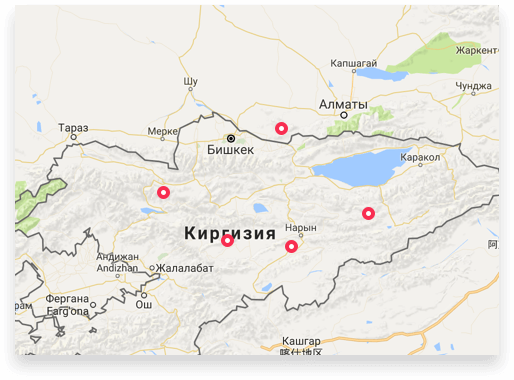 Жаркент
Капшагай
Чунджа
Шу
Алматы
Тараз
Мерке
Бишкек
Каракол
Киргизия
Нарын
阿
Андижан
Andizhan
Жалалабат
Фергана
Farg'ona
рам
Ош
Кашгар
喀什地区